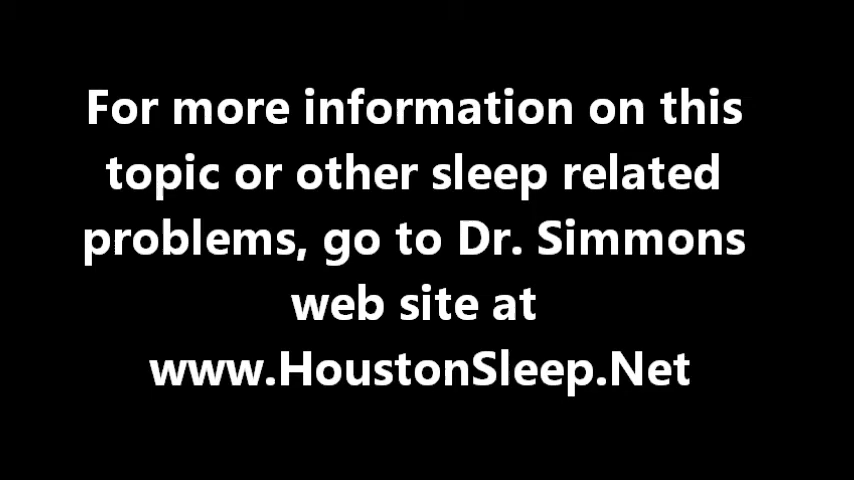 For more information on this
topic or other sleep related
problems, go to Dr. Simmons
web site at
www.HoustonSleep.Net